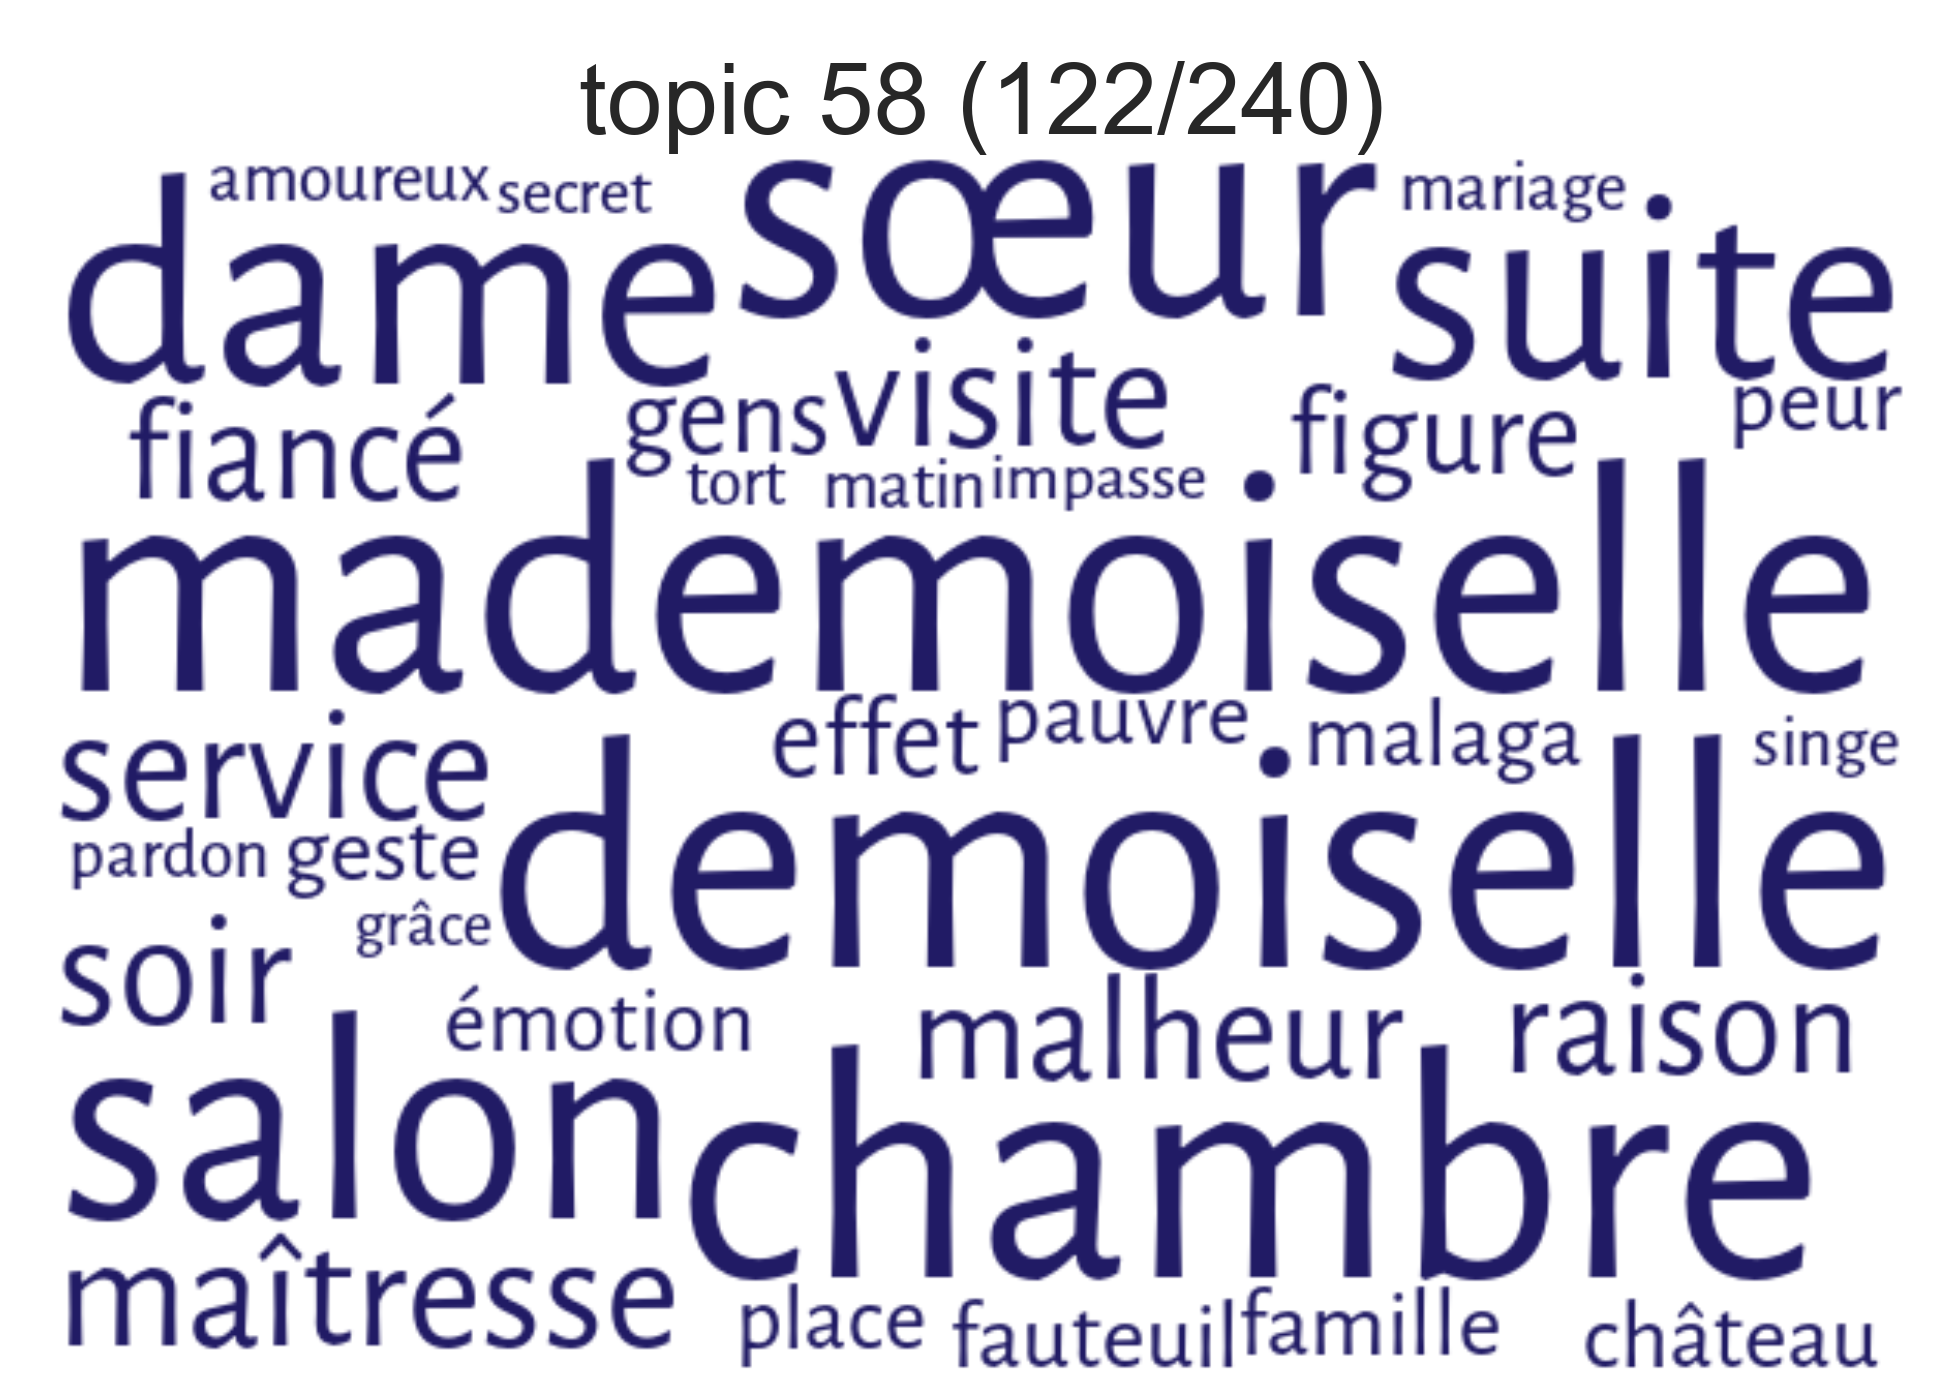 topic 58 (122/240)
amoureux secret sœur mariage
dame suite
fiancé gens visite figure peur
tort matin impasse
mademoiselle
service effet pauvre malaga singe
pardon geste demoiselle
soir grâce
émotion malheur raison
salon chambre
maîtresse place fauteuil famille château